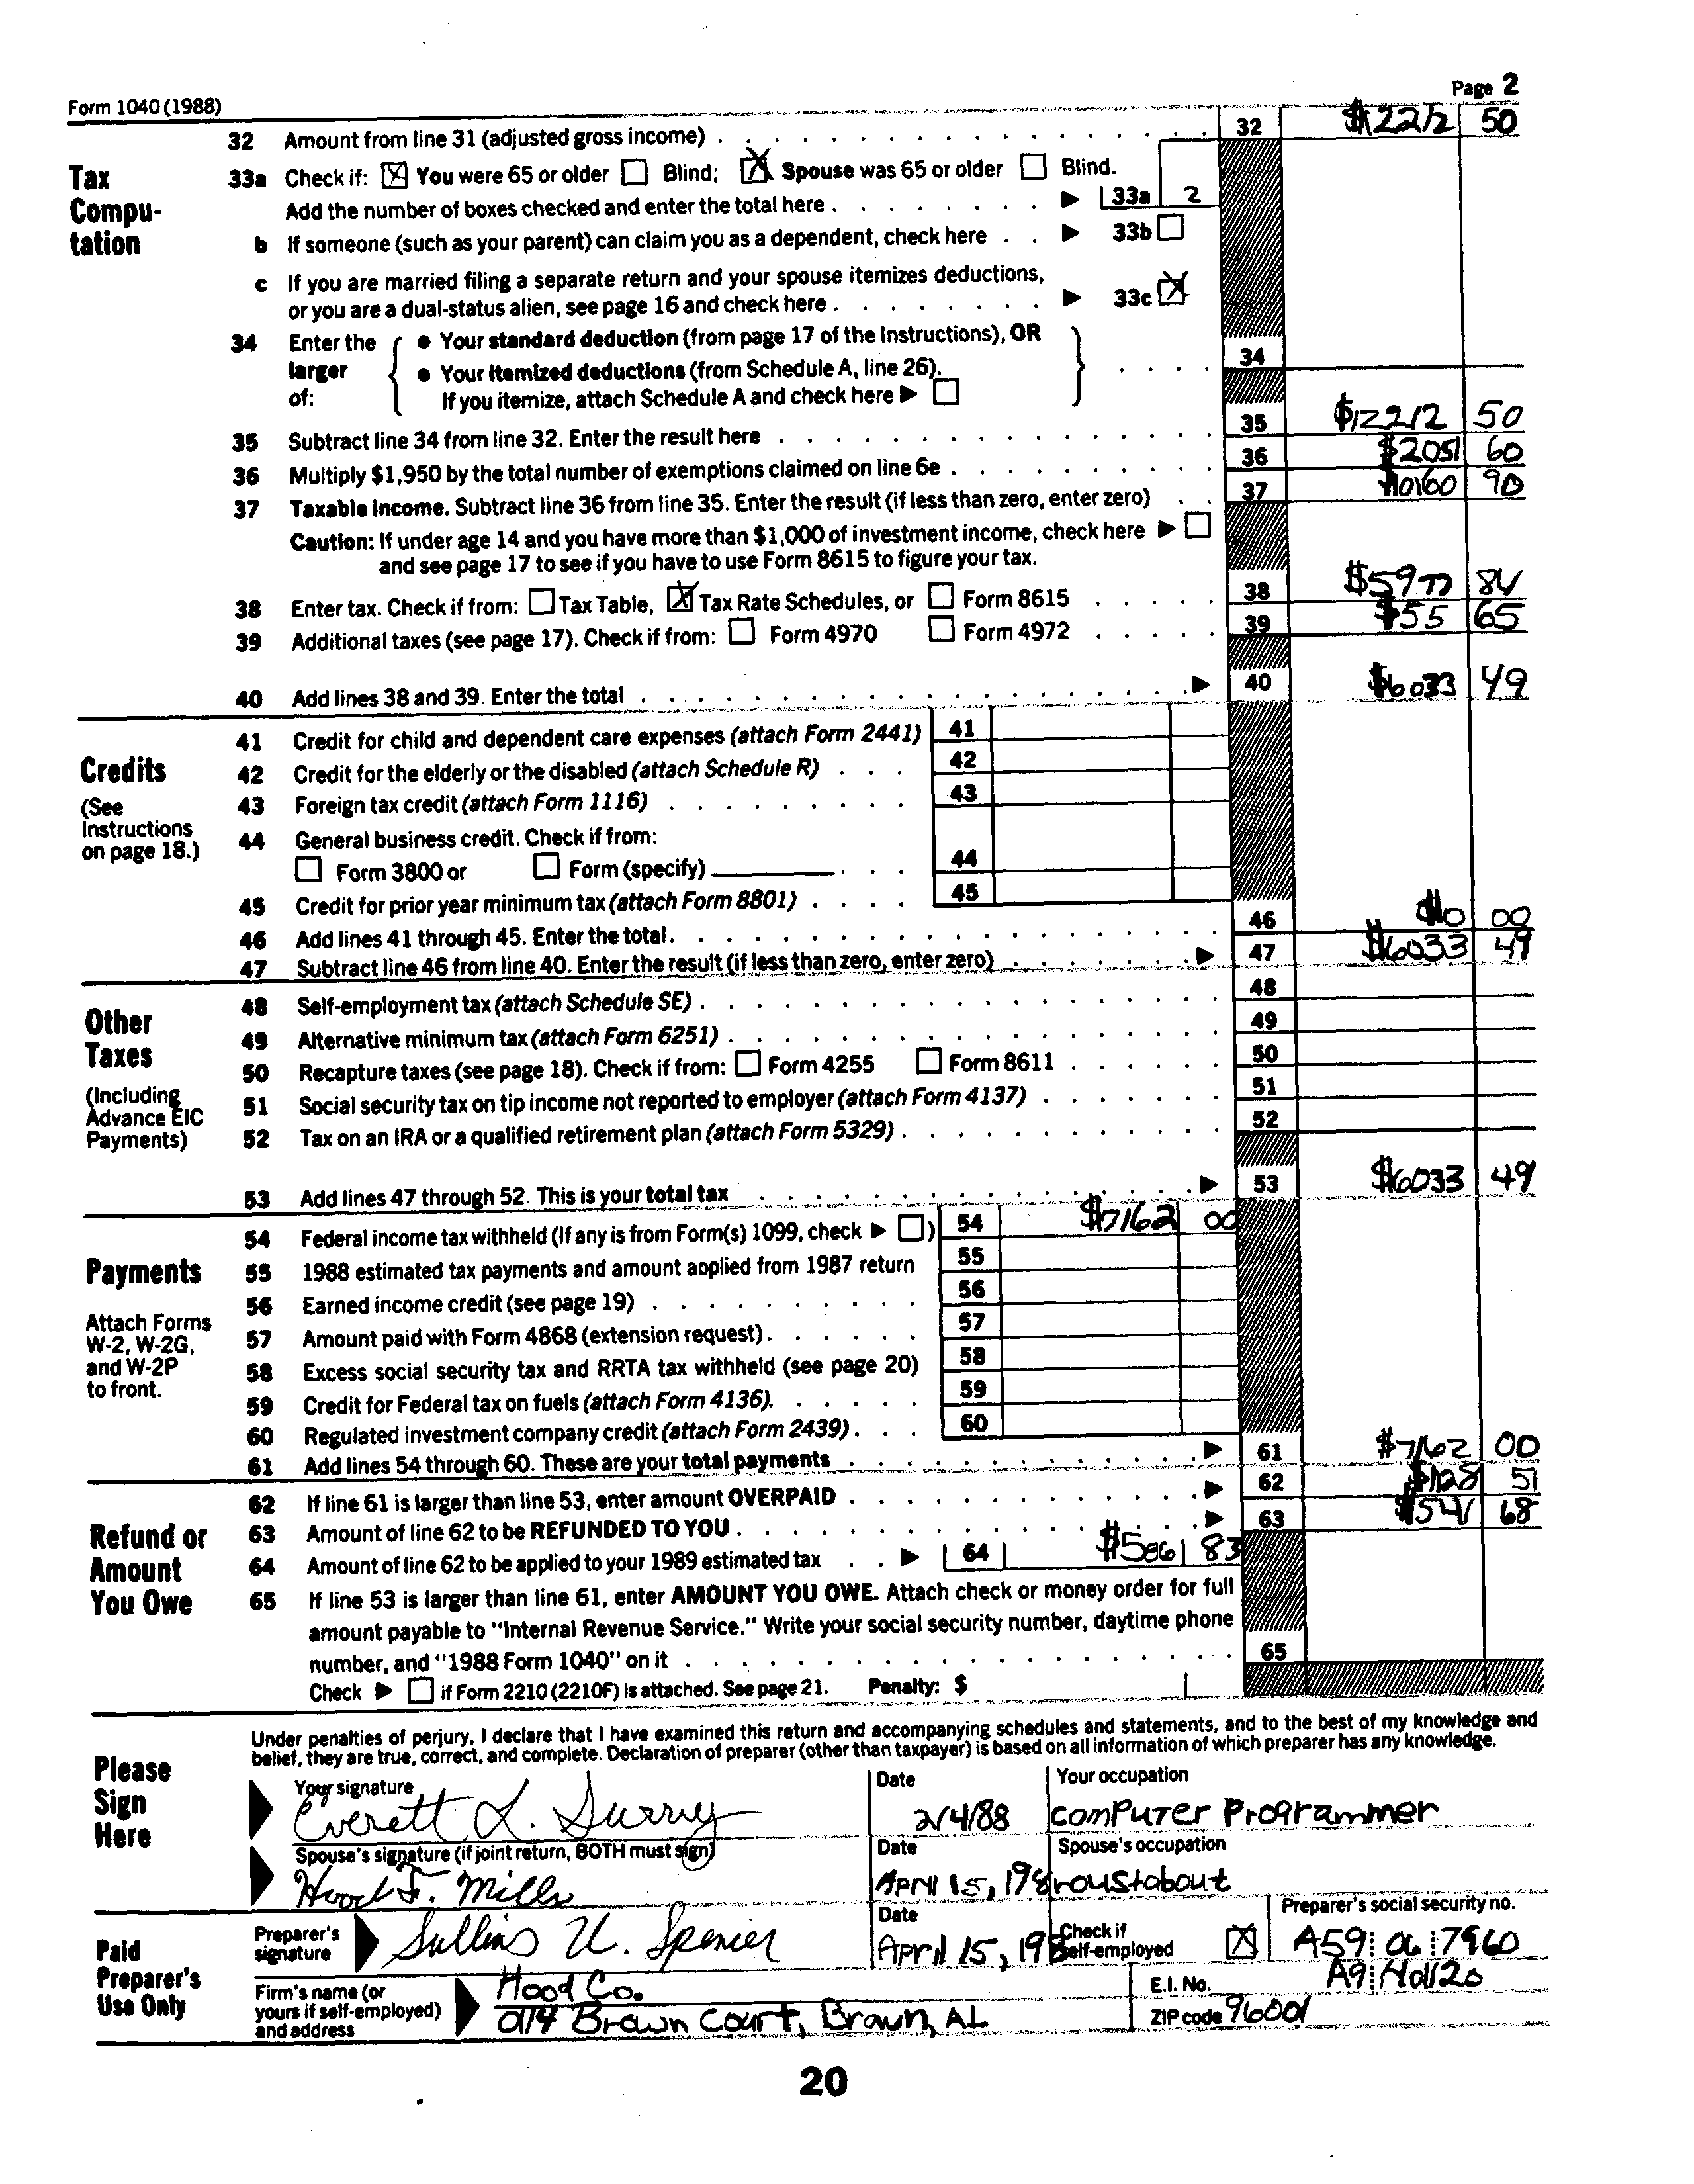 Form 1040 (1988)
Page 2
32 Amount from line 31 (adjusted gross income) 32 $12212 50
Tax Computation
33a Check if: ☒ You were 65 or older ☐ Blind; ☒ Spouse was 65 or older ☐ Blind.
Add the number of boxes checked and enter the total here ▶ 33a 2
b If someone (such as your parent) can claim you as a dependent, check here ▶ 33b ☐
c If you are married filing a separate return and your spouse itemizes deductions,
or you are a dual-status alien, see page 16 and check here ▶ 33c ☒
34 Enter the larger of: { ● Your standard deduction (from page 17 of the Instructions), OR
● Your itemized deductions (from Schedule A, line 26).
If you itemize, attach Schedule A and check here ▶ ☐ } 34
35 Subtract line 34 from line 32. Enter the result here 35 $12212 50
36 Multiply $1,950 by the total number of exemptions claimed on line 6e 36 $2051 60
37 Taxable income. Subtract line 36 from line 35. Enter the result (if less than zero, enter zero) 37 $10160 90
Caution: If under age 14 and you have more than $1,000 of investment income, check here ▶ ☐
and see page 17 to see if you have to use Form 8615 to figure your tax.
38 Enter tax. Check if from: ☐ Tax Table, ☒ Tax Rate Schedules, or ☐ Form 8615 38 $5977 84
39 Additional taxes (see page 17). Check if from: ☐ Form 4970 ☐ Form 4972 39 $55 65
40 Add lines 38 and 39. Enter the total ▶ 40 $6033 49
Credits
(See Instructions on page 18.)
41 Credit for child and dependent care expenses (attach Form 2441) 41
42 Credit for the elderly or the disabled (attach Schedule R) 42
43 Foreign tax credit (attach Form 1116) 43
44 General business credit. Check if from:
☐ Form 3800 or ☐ Form (specify) 44
45 Credit for prior year minimum tax (attach Form 8801) 45
46 Add lines 41 through 45. Enter the total. 46 $0 00
47 Subtract line 46 from line 40. Enter the result (if less than zero, enter zero) ▶ 47 $6033 49
Other Taxes
(Including Advance EIC Payments)
48 Self-employment tax (attach Schedule SE) 48
49 Alternative minimum tax (attach Form 6251) 49
50 Recapture taxes (see page 18). Check if from: ☐ Form 4255 ☐ Form 8611 50
51 Social security tax on tip income not reported to employer (attach Form 4137) 51
52 Tax on an IRA or a qualified retirement plan (attach Form 5329) 52
53 Add lines 47 through 52. This is your total tax ▶ 53 $6033 49
Payments
Attach Forms W-2, W-2G, and W-2P to front.
54 Federal income tax withheld (If any is from Form(s) 1099, check ▶ ☐) 54 $7162 00
55 1988 estimated tax payments and amount applied from 1987 return 55
56 Earned income credit (see page 19) 56
57 Amount paid with Form 4868 (extension request) 57
58 Excess social security tax and RRTA tax withheld (see page 20) 58
59 Credit for Federal tax on fuels (attach Form 4136). 59
60 Regulated investment company credit (attach Form 2439) 60
61 Add lines 54 through 60. These are your total payments ▶ 61 $7162 00
Refund or Amount You Owe
62 If line 61 is larger than line 53, enter amount OVERPAID ▶ 62 $1128 51
63 Amount of line 62 to be REFUNDED TO YOU ▶ 63 $541 68
64 Amount of line 62 to be applied to your 1989 estimated tax ▶ 64 $586 83
65 If line 53 is larger than line 61, enter AMOUNT YOU OWE. Attach check or money order for full
amount payable to "Internal Revenue Service." Write your social security number, daytime phone
number, and "1988 Form 1040" on it 65
Check ▶ ☐ if Form 2210 (2210F) is attached. See page 21. Penalty: $
Please Sign Here
Under penalties of perjury, I declare that I have examined this return and accompanying schedules and statements, and to the best of my knowledge and
belief, they are true, correct, and complete. Declaration of preparer (other than taxpayer) is based on all information of which preparer has any knowledge.
Your signature Everett L. Surry
Date 2/4/88
Your occupation computer Programmer
Spouse's signature (if joint return, BOTH must sign) Hood F. Mills
Date April 15, 198
Spouse's occupation roustabout
Paid Preparer's Use Only
Preparer's signature Sullins U. Spenier
Date April 15, 198
Check if self-employed ☒
Preparer's social security no. A59 06 7960
Firm's name (or yours if self-employed) and address
Hood Co.
0114 Brown Court, Brawn, AL
E.I. No. A9
ZIP code 96001
20